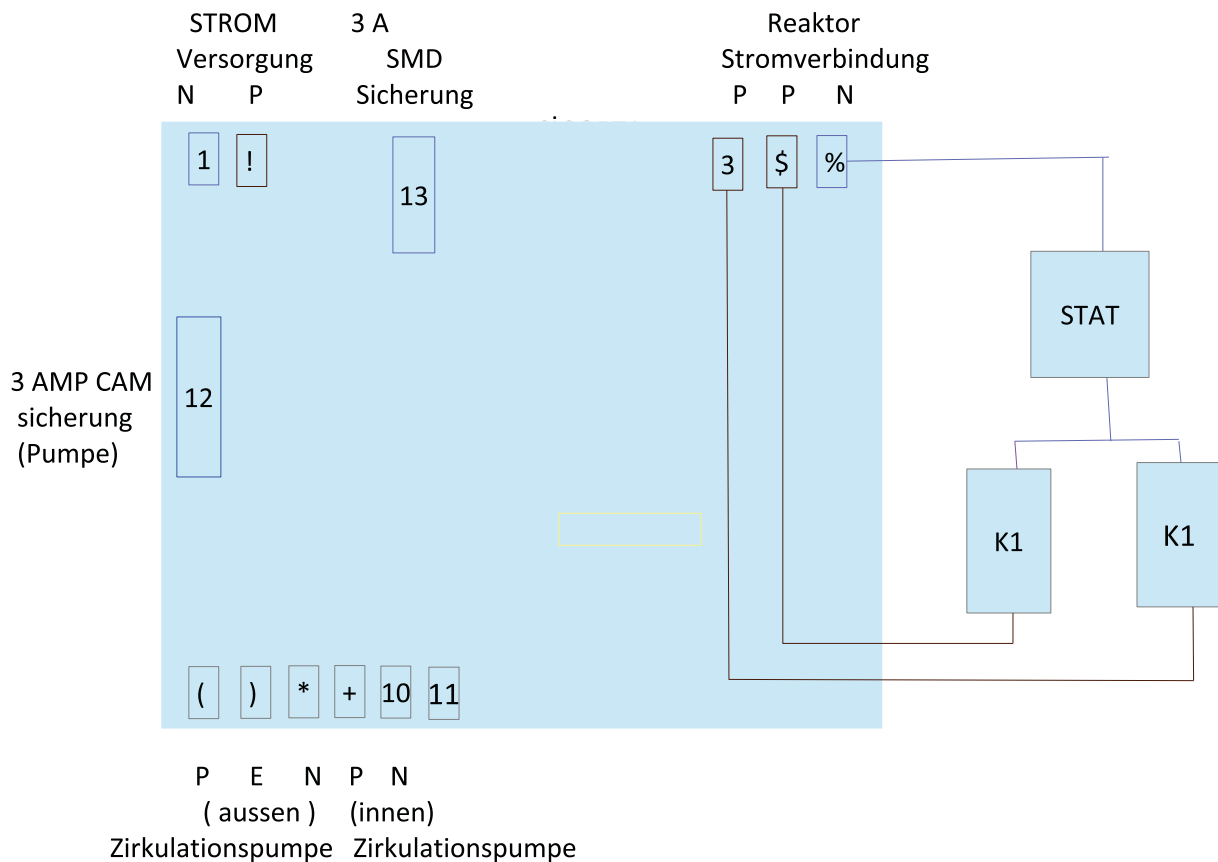 STROM 3 A Reaktor
Versorgung SMD Stromverbindung
N P Sicherung P P N
1 ! 13 3 $ %
STAT
3 AMP CAM
sicherung
(Pumpe)
12
K1 K1
( ) * + 10 11
P E N P N
( aussen ) (innen)
Zirkulationspumpe Zirkulationspumpe